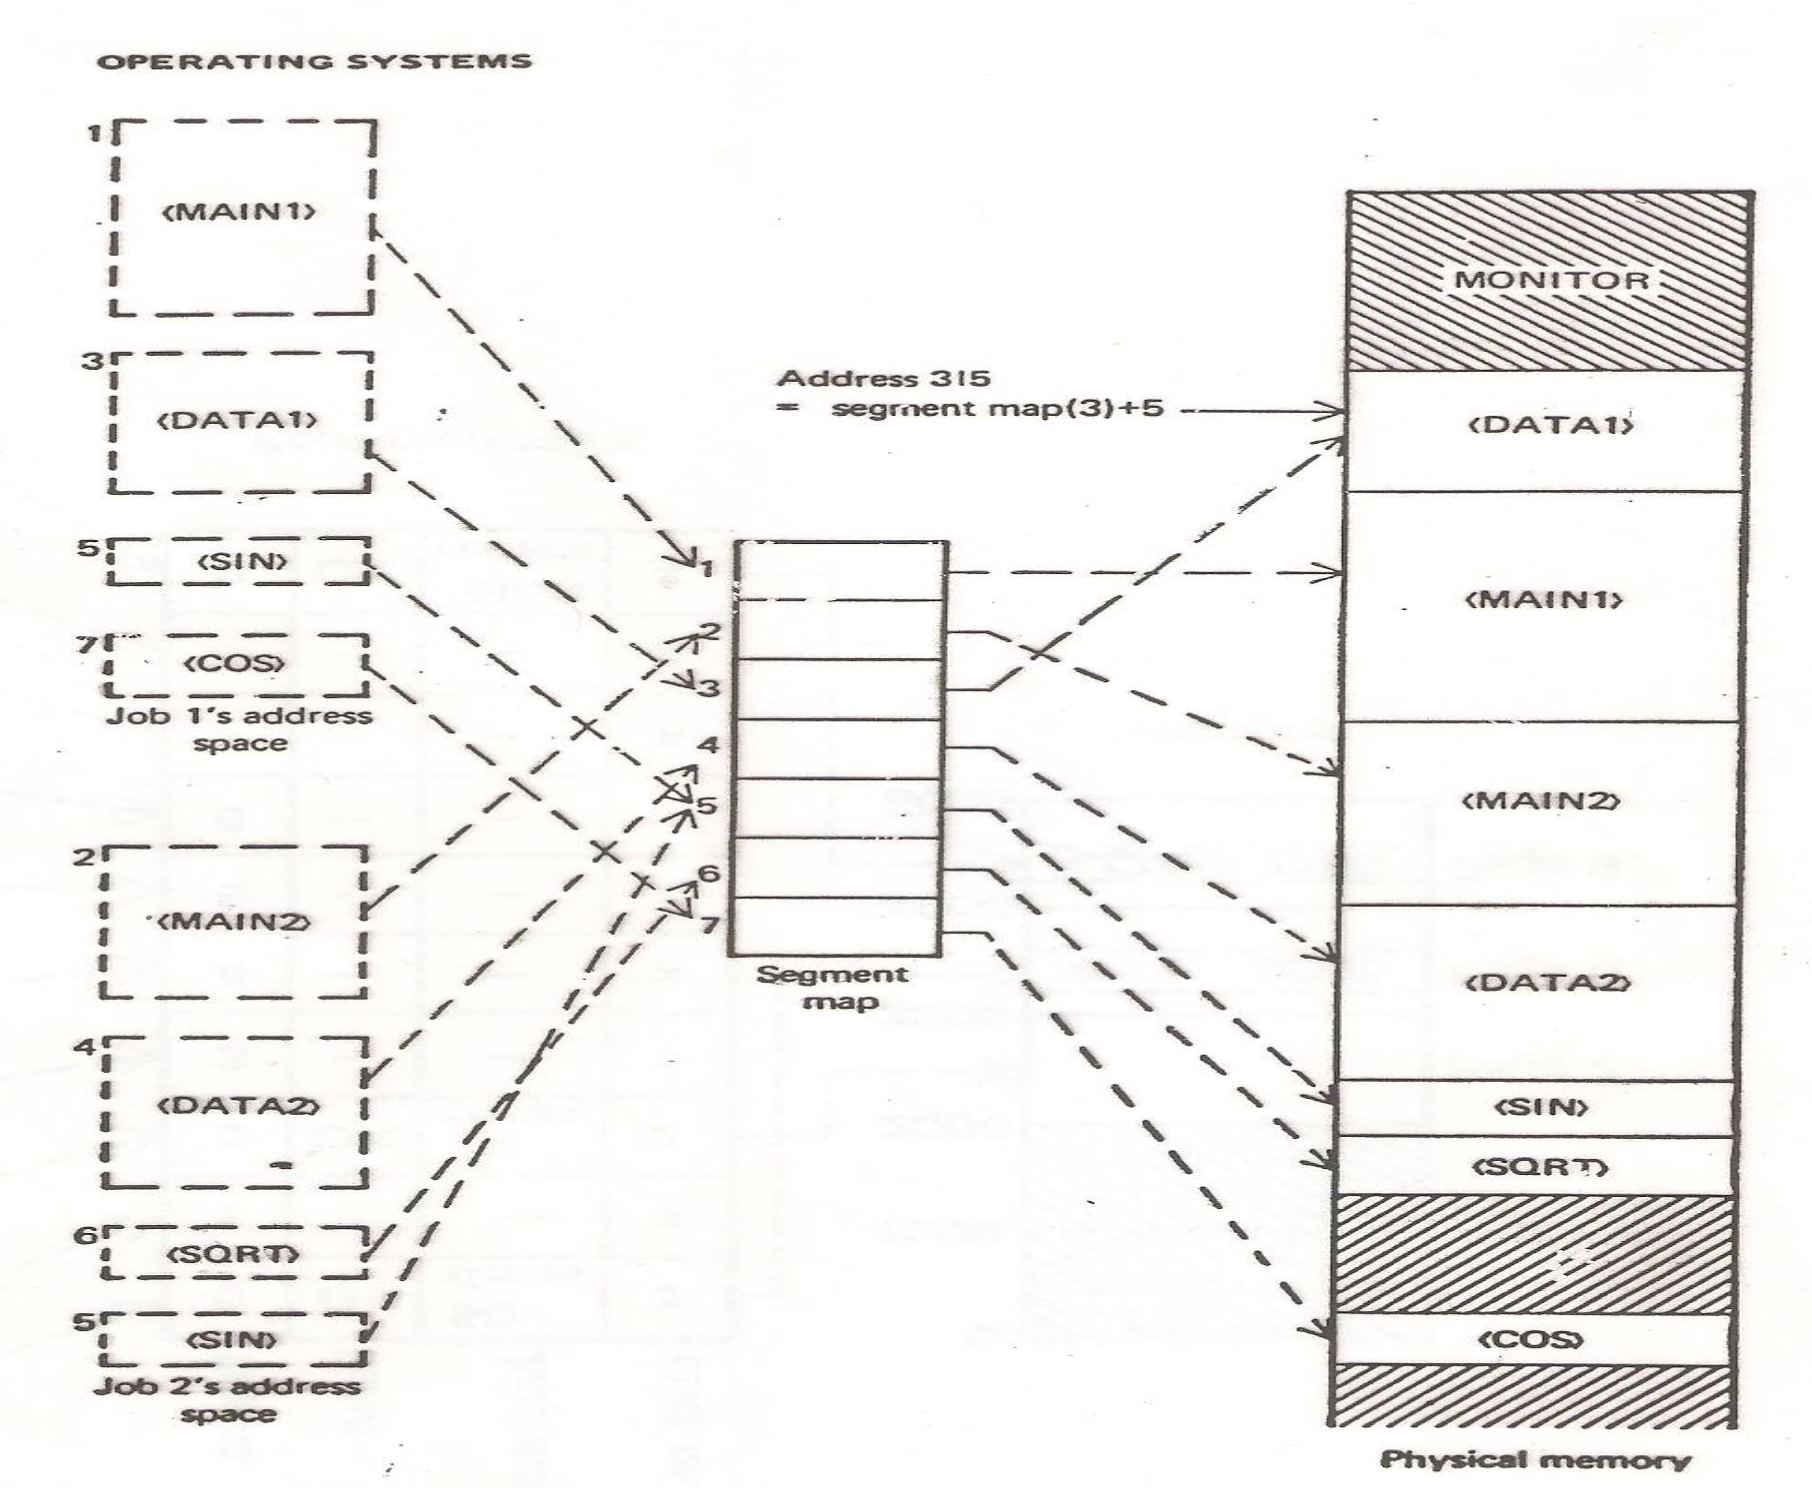 OPERATING SYSTEMS
1
<MAIN1>
3
<DATA1>
5
<SIN>
7
<COS>
Job 1's address
space
2
<MAIN2>
4
<DATA2>
6
<SQRT>
5
<SIN>
Job 2's address
space
Address 315
= segment map(3)+5
1
2
3
4
5
6
7
Segment
map
MONITOR
<DATA1>
<MAIN1>
<MAIN2>
<DATA2>
<SIN>
<SQRT>
<COS>
Physical memory